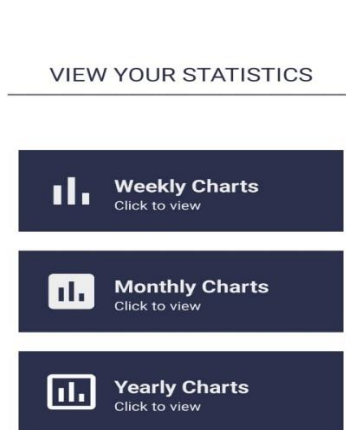 VIEW YOUR STATISTICS
Weekly Charts
Click to view
Monthly Charts
Click to view
Yearly Charts
Click to view